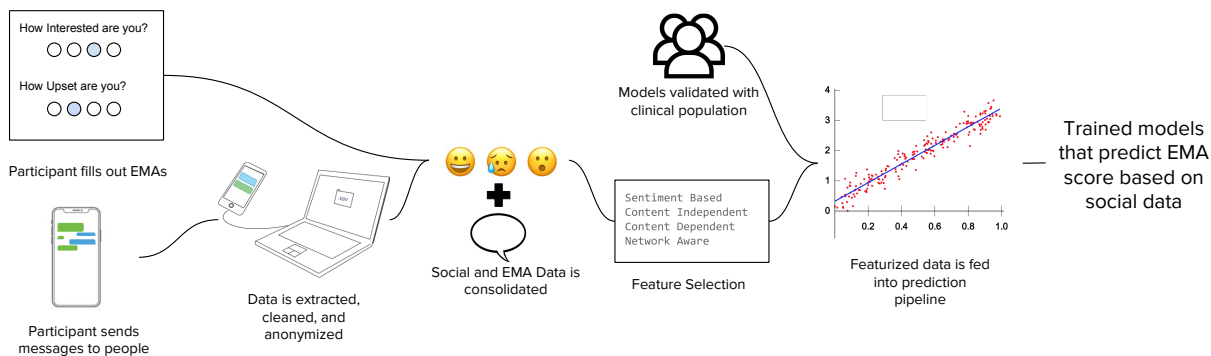 How Interested are you?
How Upset are you?
Participant fills out EMAs
Participant sends
messages to people
.csv
Data is extracted,
cleaned, and
anonymized
Social and EMA Data is
consolidated
Models validated with
clinical population
Sentiment Based
Content Independent
Content Dependent
Network Aware
Feature Selection
4
3
2
1
0
0.2 0.4 0.6 0.8 1.0
Featurized data is fed
into prediction
pipeline
Trained models
that predict EMA
score based on
social data